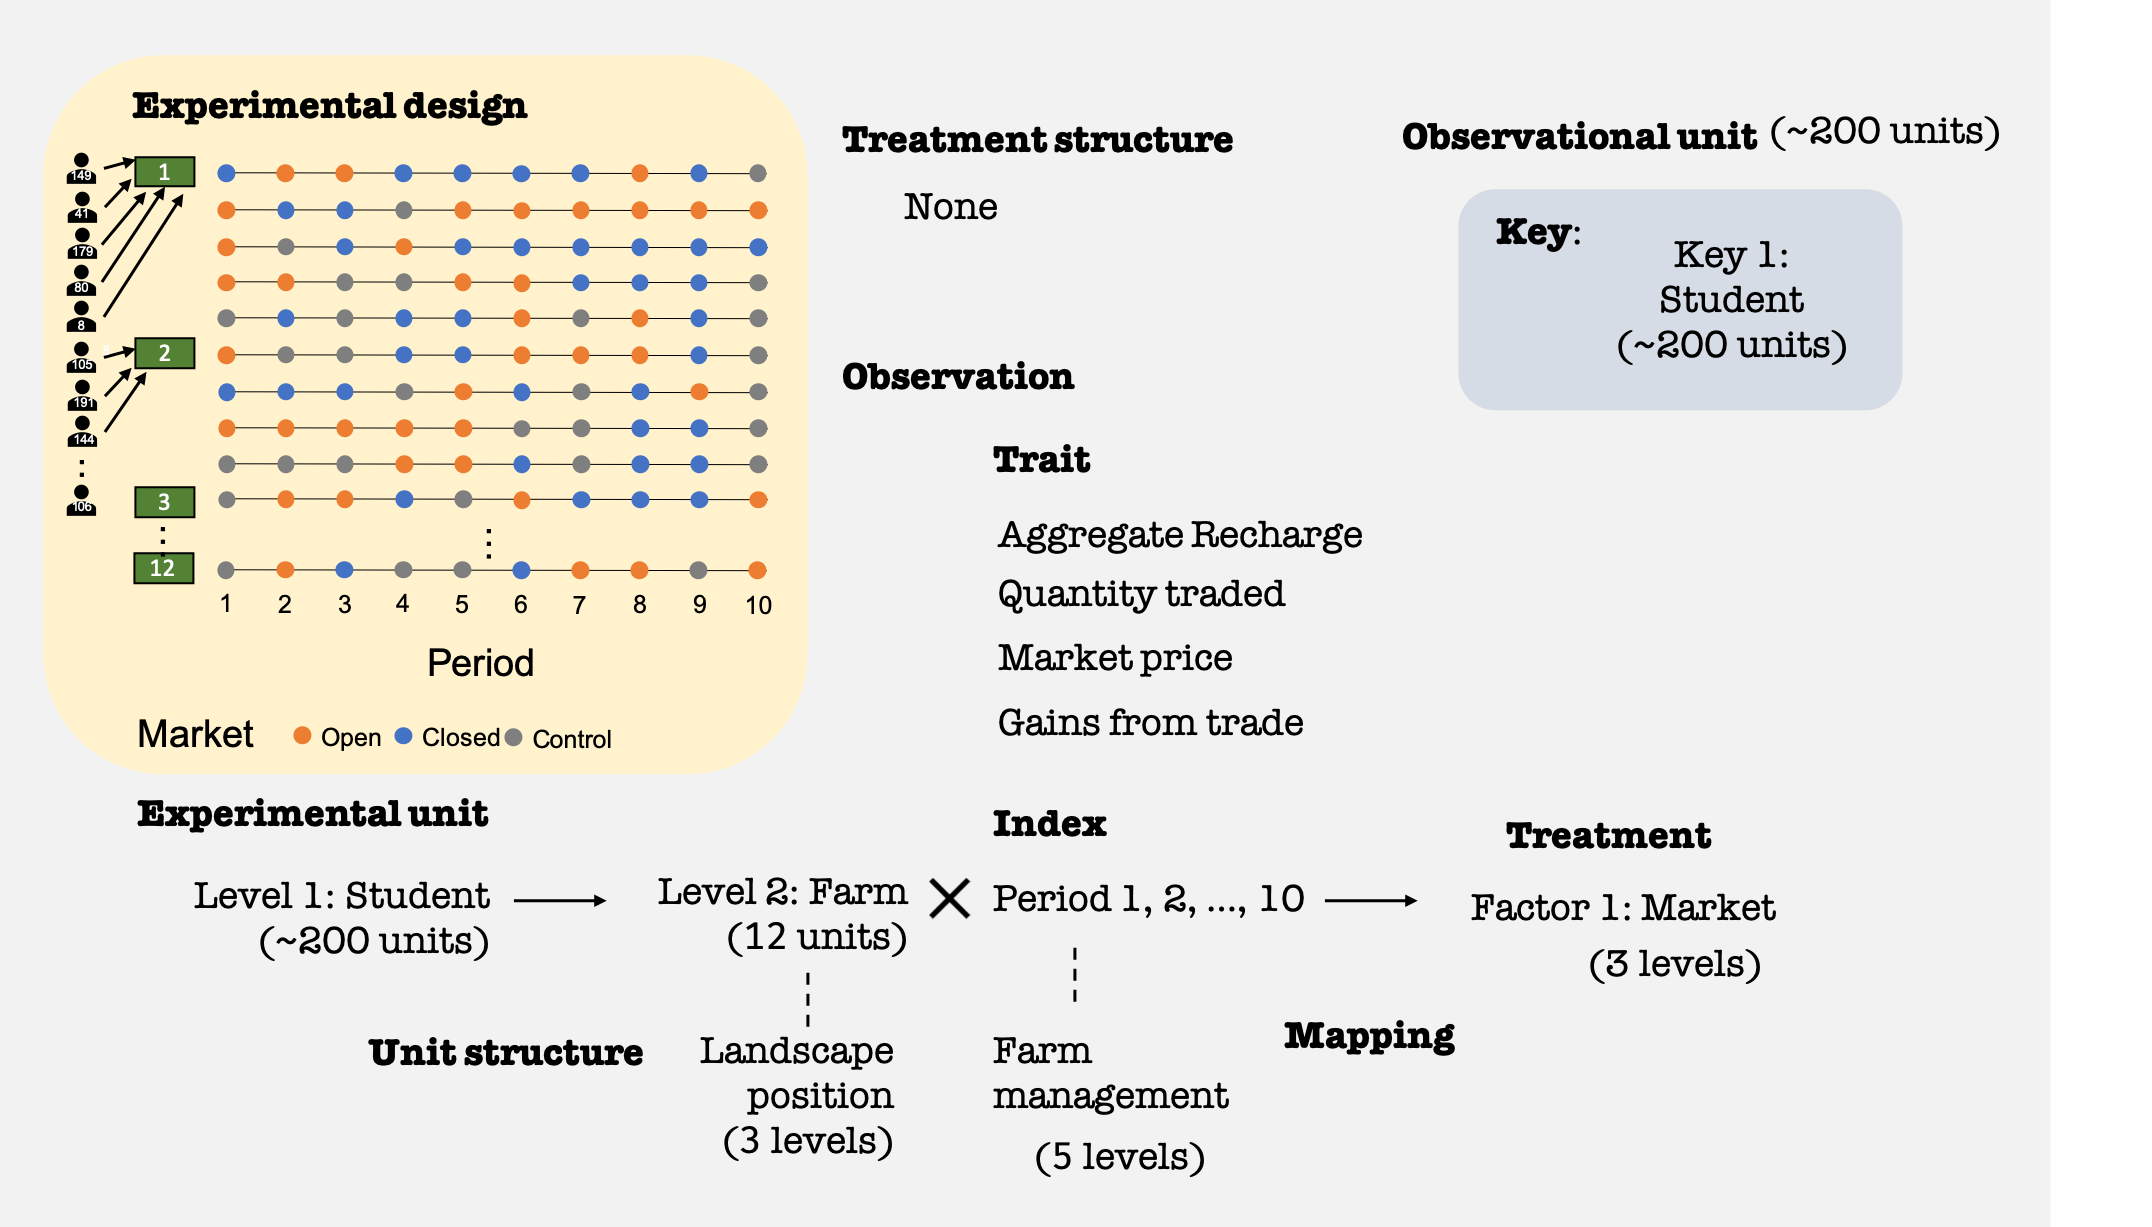 Experimental design
149
41
179
80
8
105
191
144
106
1
2
3
12
1 2 3 4 5 6 7 8 9 10
Period
Market Open Closed Control
Treatment structure
None
Observational unit (~200 units)
Key:
Key 1:
Student
(~200 units)
Observation
Trait
Aggregate Recharge
Quantity traded
Market price
Gains from trade
Experimental unit
Index
Treatment
Level 1: Student
(~200 units)
Level 2: Farm
(12 units)
Period 1, 2, ..., 10
Factor 1: Market
(3 levels)
Unit structure
Landscape
position
(3 levels)
Farm
management
(5 levels)
Mapping